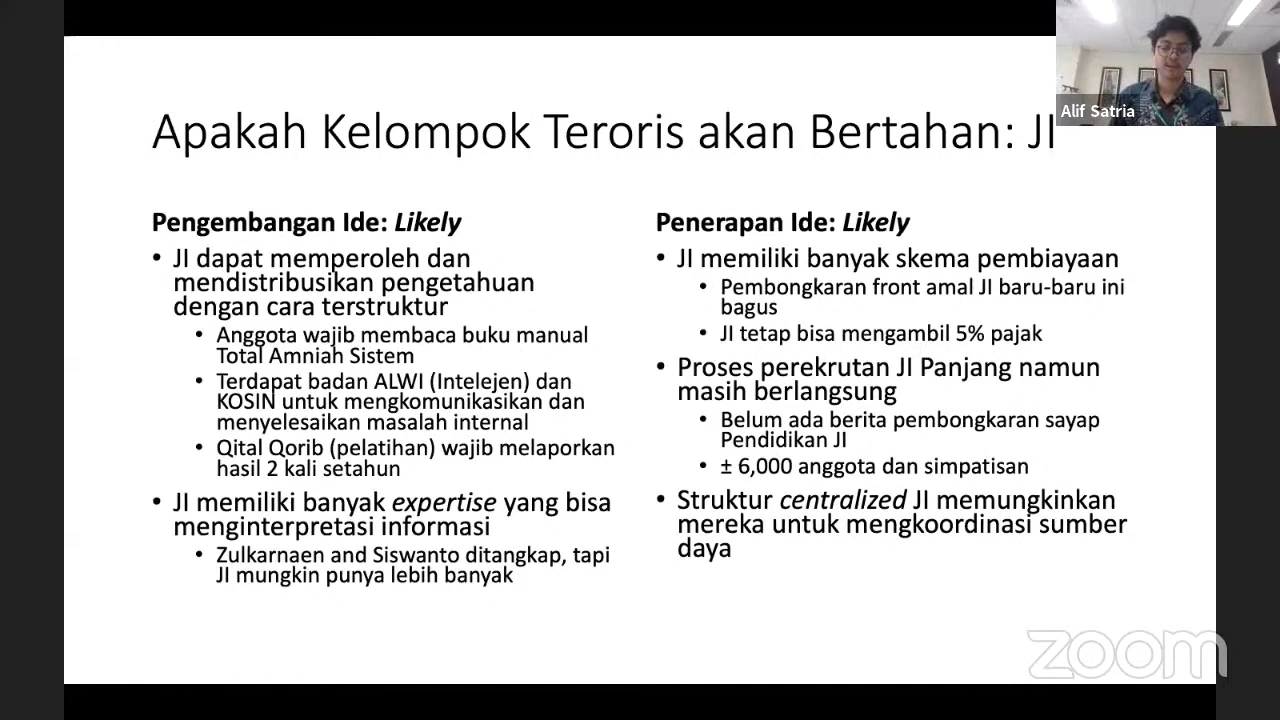 Alif Satria
Apakah Kelompok Teroris akan Bertahan: JI
Pengembangan Ide: Likely
• JI dapat memperoleh dan
mendistribusikan pengetahuan
dengan cara terstruktur
• Anggota wajib membaca buku manual
Total Amniah Sistem
• Terdapat badan ALWI (Intelejen) dan
KOSIN untuk mengkomunikasikan dan
menyelesaikan masalah internal
• Qital Qorib (pelatihan) wajib melaporkan
hasil 2 kali setahun
• JI memiliki banyak expertise yang bisa
menginterpretasi informasi
• Zulkarnaen and Siswanto ditangkap, tapi
JI mungkin punya lebih banyak
Penerapan Ide: Likely
• JI memiliki banyak skema pembiayaan
• Pembongkaran front amal JI baru-baru ini
bagus
• JI tetap bisa mengambil 5% pajak
• Proses perekrutan JI Panjang namun
masih berlangsung
• Belum ada berita pembongkaran sayap
Pendidikan JI
• ± 6,000 anggota dan simpatisan
• Struktur centralized JI memungkinkan
mereka untuk mengkoordinasi sumber
daya
zoom